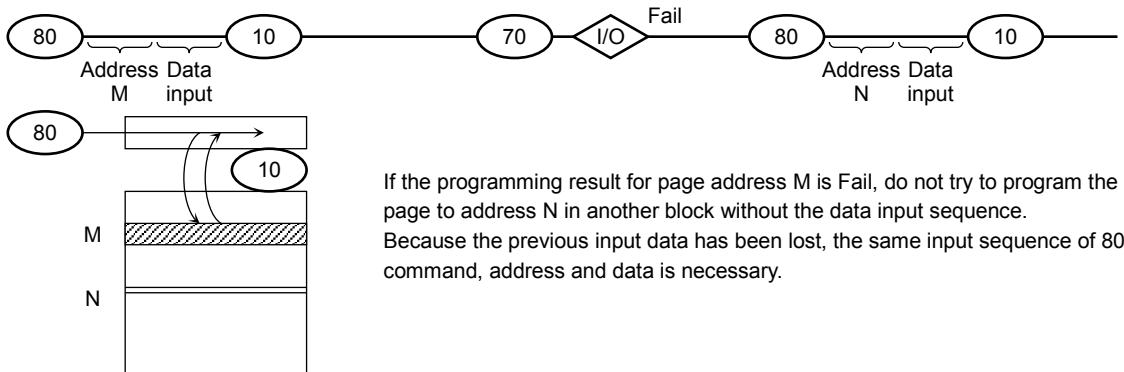 Fail
80 10 70 I/O 80 10
Address Data Address Data
M input N input
80
10
If the programming result for page address M is Fail, do not try to program the
page to address N in another block without the data input sequence.
Because the previous input data has been lost, the same input sequence of 80
command, address and data is necessary.
M
N